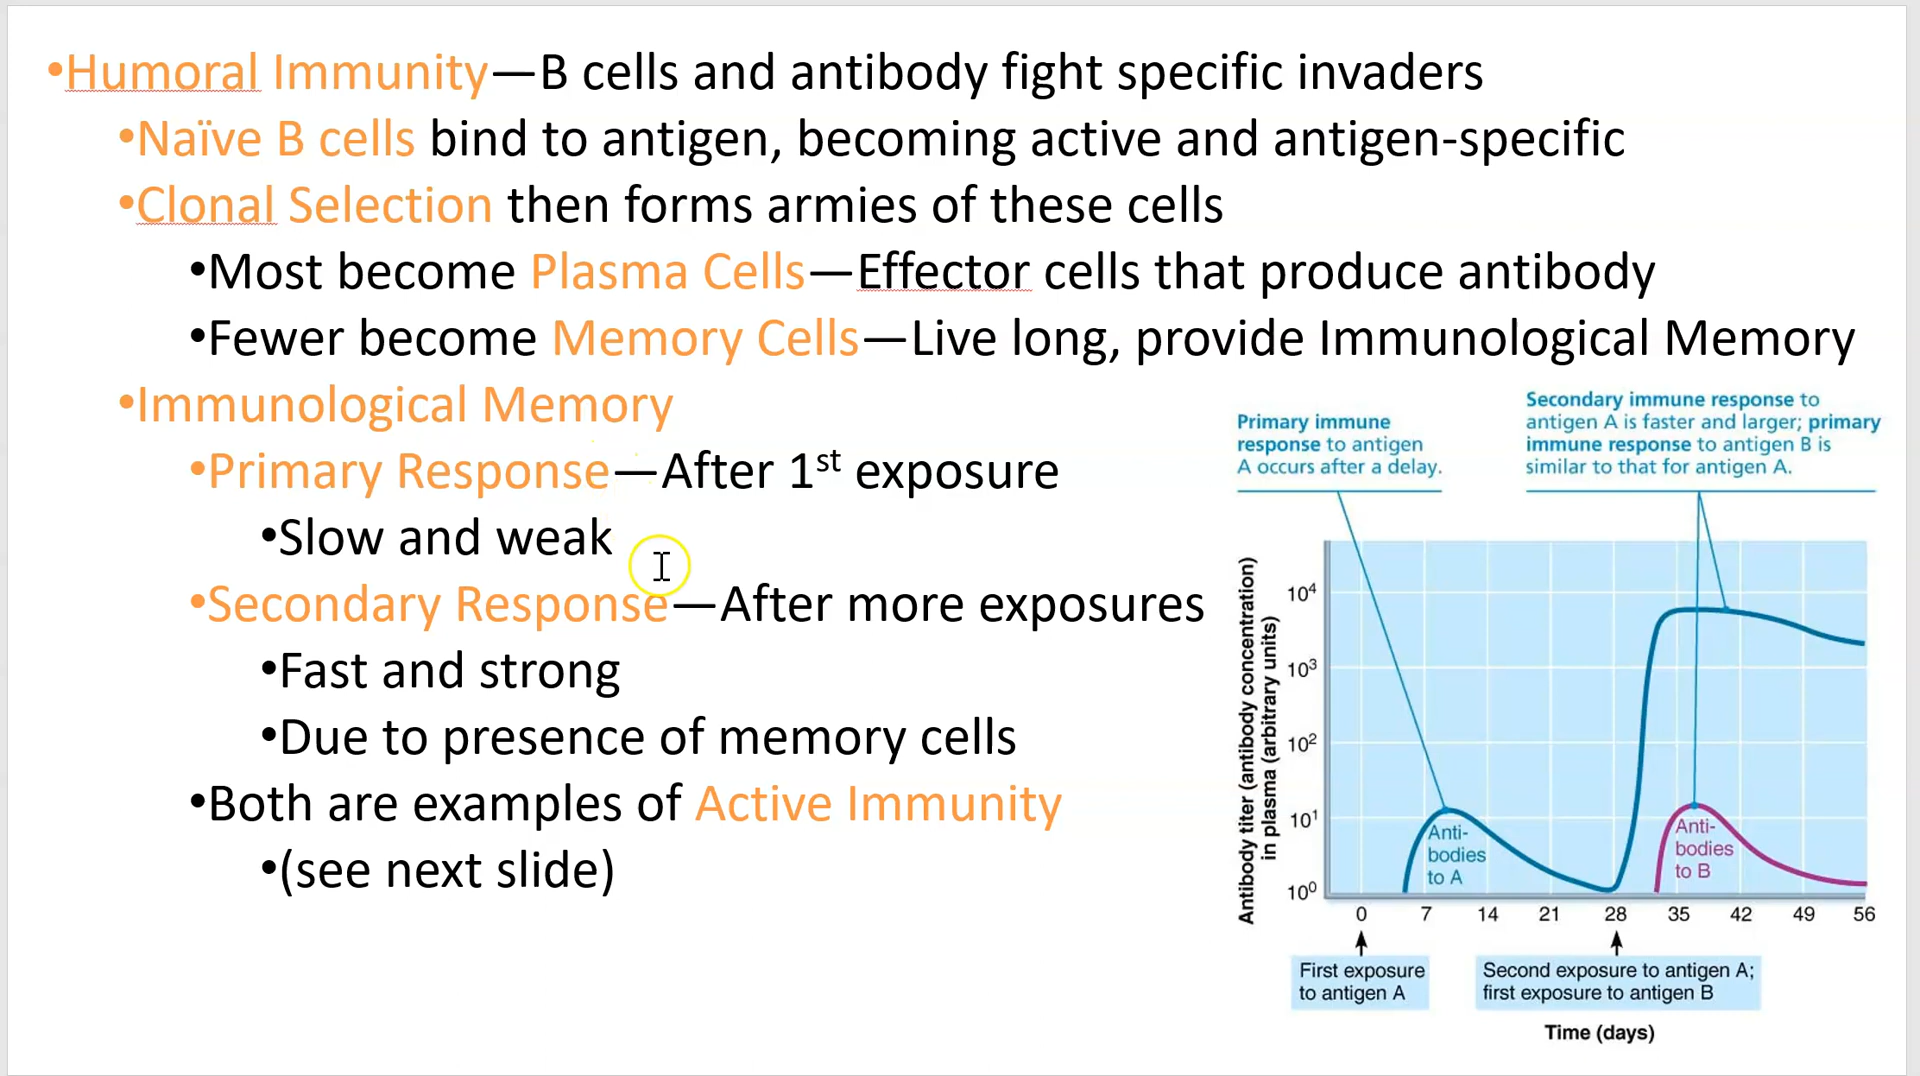 •Humoral Immunity—B cells and antibody fight specific invaders
•Naïve B cells bind to antigen, becoming active and antigen-specific
•Clonal Selection then forms armies of these cells
•Most become Plasma Cells—Effector cells that produce antibody
•Fewer become Memory Cells—Live long, provide Immunological Memory
•Immunological Memory
•Primary Response—After 1st exposure
•Slow and weak
•Secondary Response—After more exposures
•Fast and strong
•Due to presence of memory cells
•Both are examples of Active Immunity
•(see next slide)
Primary immune
response to antigen
A occurs after a delay.
Secondary immune response to
antigen A is faster and larger; primary
immune response to antigen B is
similar to that for antigen A.
Antibody titer (antibody concentration)
in plasma (arbitrary units)
10⁴
10³
10²
10¹
10⁰
Anti-
bodies
to A
Anti-
bodies
to B
0 7 14 21 28 35 42 49 56
First exposure
to antigen A
Second exposure to antigen A;
first exposure to antigen B
Time (days)